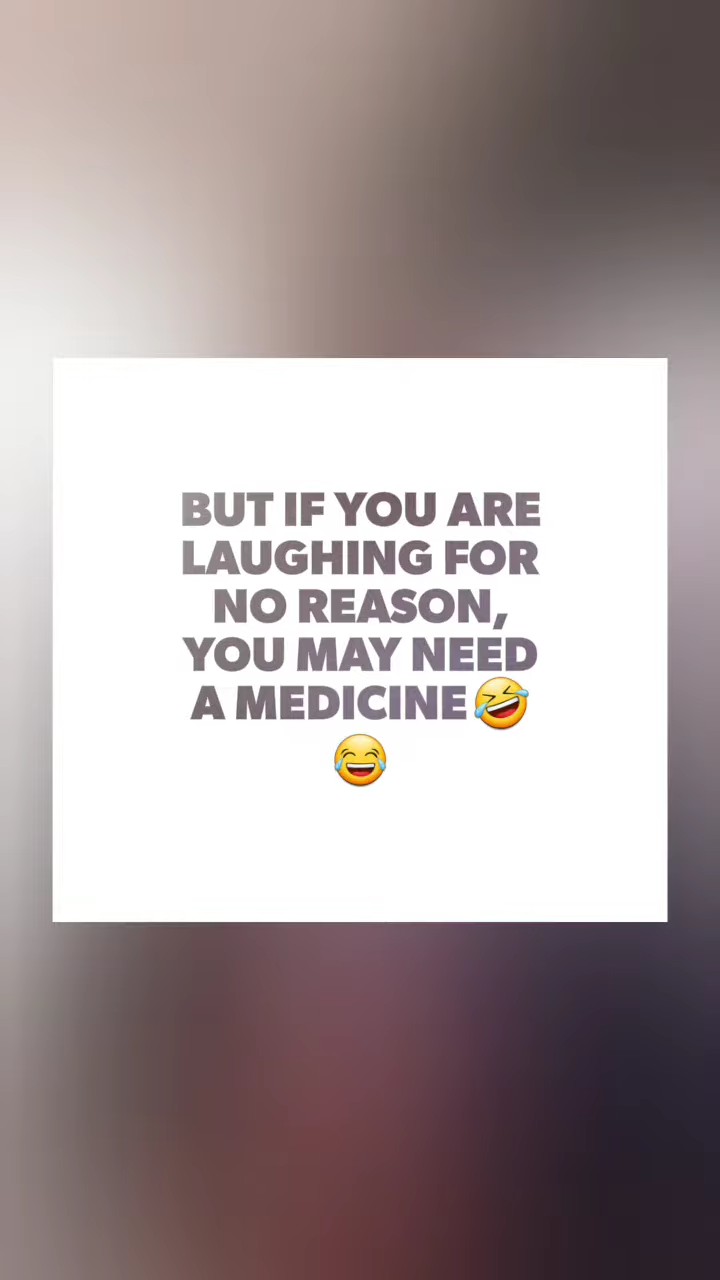 BUT IF YOU ARE
LAUGHING FOR
NO REASON,
YOU MAY NEED
A MEDICINE🤣
😂